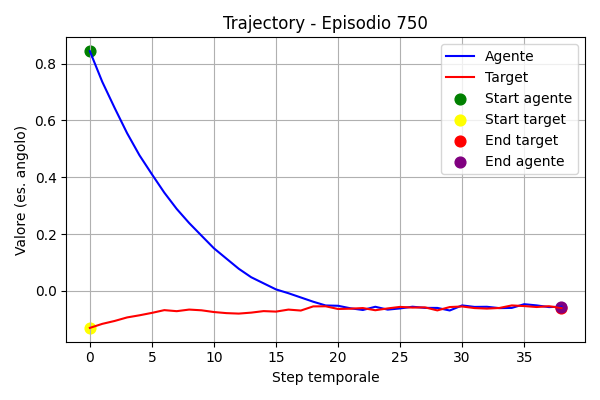 Trajectory - Episodio 750
Valore (es. angolo)
0.8
0.6
0.4
0.2
0.0
0 5 10 15 20 25 30 35
Step temporale
Agente
Target
Start agente
Start target
End target
End agente